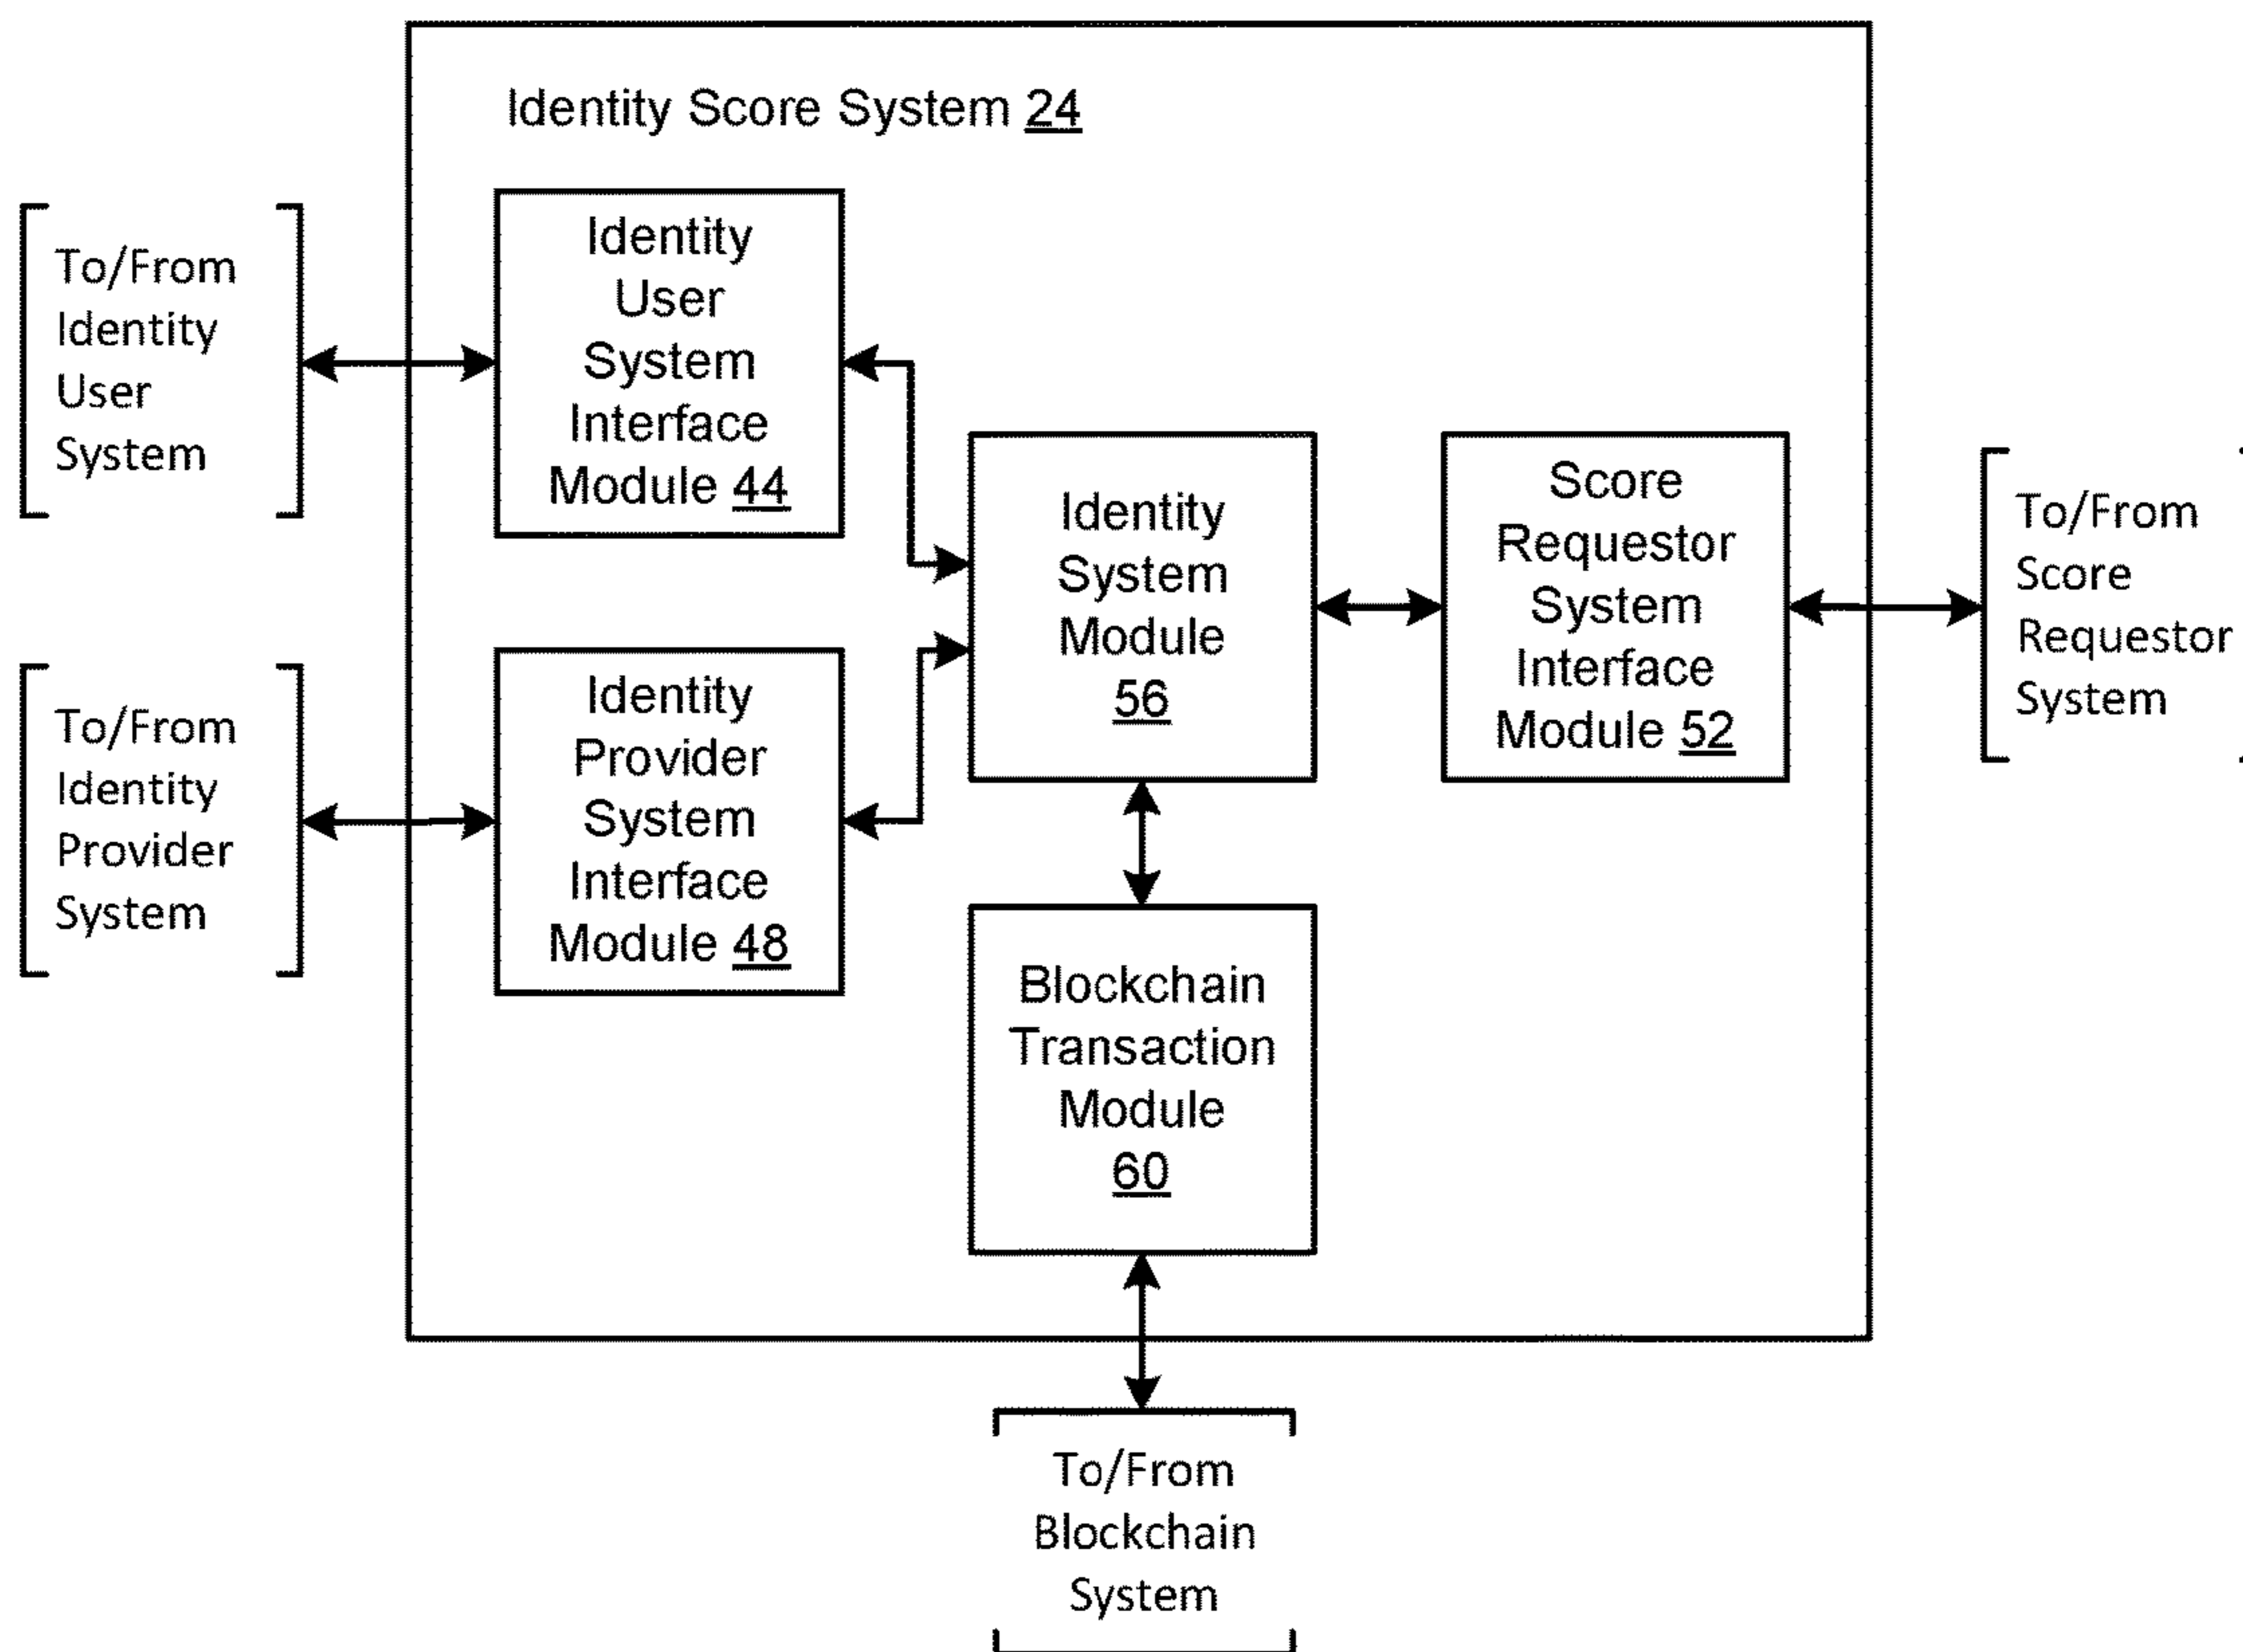 Identity Score System 24
To/From
Identity
User
System
Identity
User
System
Interface
Module 44
To/From
Identity
Provider
System
Identity
Provider
System
Interface
Module 48
Identity
System
Module
56
Score
Requestor
System
Interface
Module 52
To/From
Score
Requestor
System
Blockchain
Transaction
Module
60
To/From
Blockchain
System